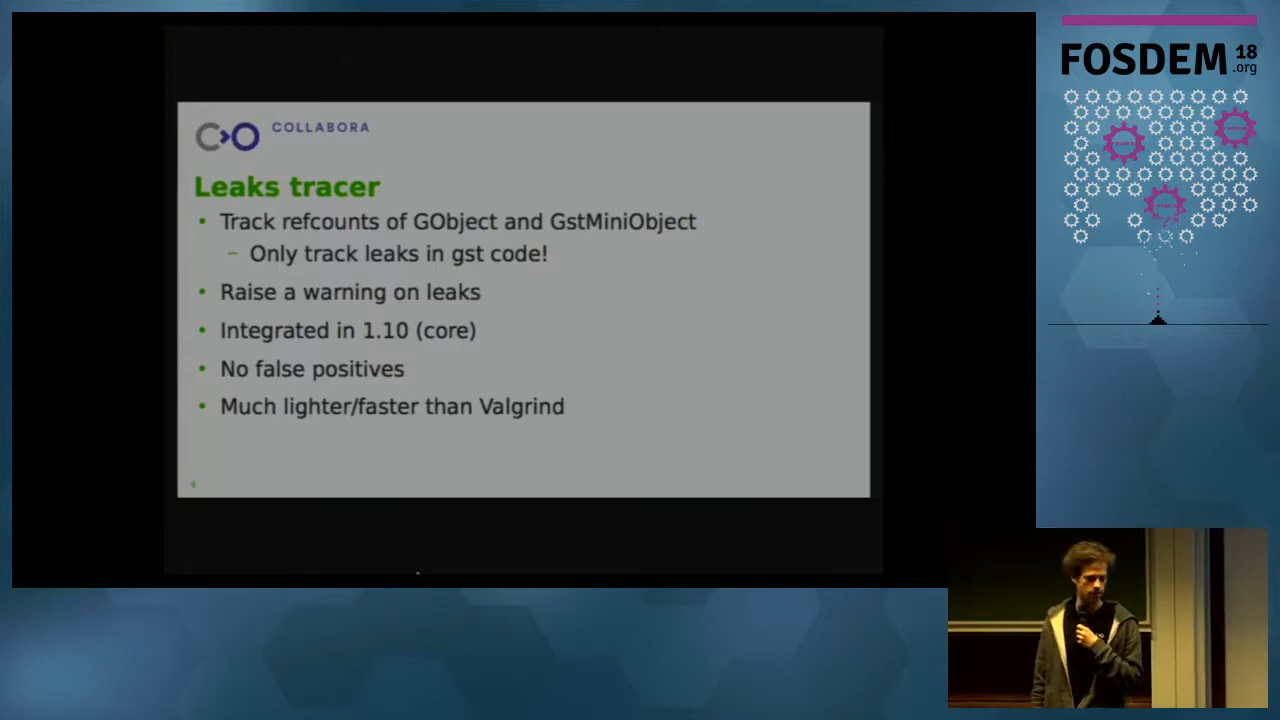 COLLABORA
Leaks tracer
• Track refcounts of GObject and GstMiniObject
– Only track leaks in gst code!
• Raise a warning on leaks
• Integrated in 1.10 (core)
• No false positives
• Much lighter/faster than Valgrind
6
FOSDEM 18
.org